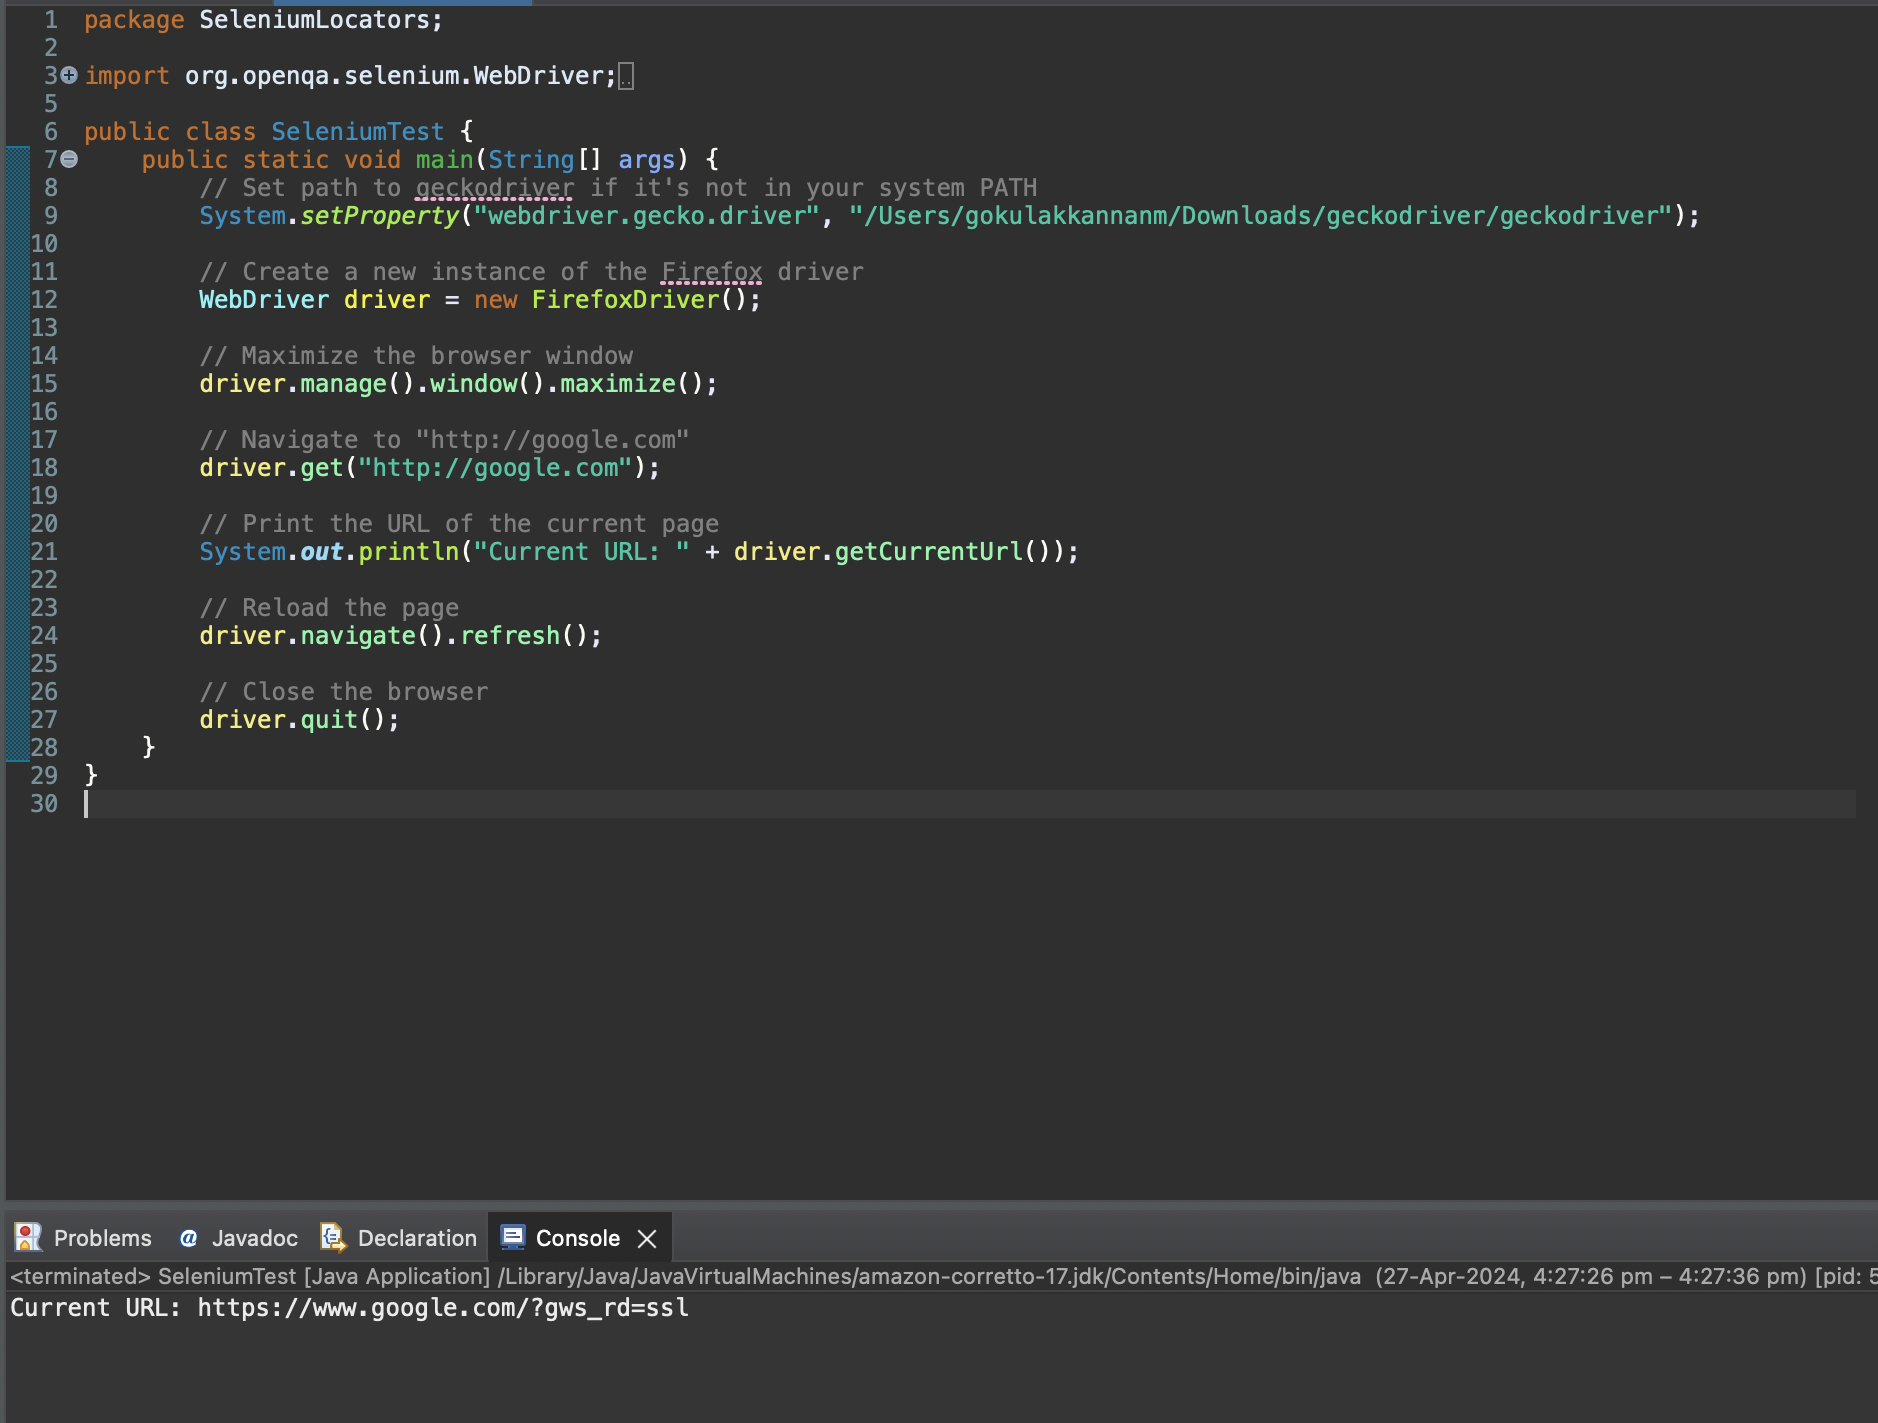 1 package SeleniumLocators;
2
3 import org.openqa.selenium.WebDriver;
5
6 public class SeleniumTest {
7     public static void main(String[] args) {
8         // Set path to geckodriver if it's not in your system PATH
9         System.setProperty("webdriver.gecko.driver", "/Users/gokulakkannanm/Downloads/geckodriver/geckodriver");
10
11         // Create a new instance of the Firefox driver
12         WebDriver driver = new FirefoxDriver();
13
14         // Maximize the browser window
15         driver.manage().window().maximize();
16
17         // Navigate to "http://google.com"
18         driver.get("http://google.com");
19
20         // Print the URL of the current page
21         System.out.println("Current URL: " + driver.getCurrentUrl());
22
23         // Reload the page
24         driver.navigate().refresh();
25
26         // Close the browser
27         driver.quit();
28     }
29 }
30
Problems @ Javadoc Declaration Console
<terminated> SeleniumTest [Java Application] /Library/Java/JavaVirtualMachines/amazon-corretto-17.jdk/Contents/Home/bin/java (27-Apr-2024, 4:27:26 pm – 4:27:36 pm) [pid:
Current URL: https://www.google.com/?gws_rd=ssl